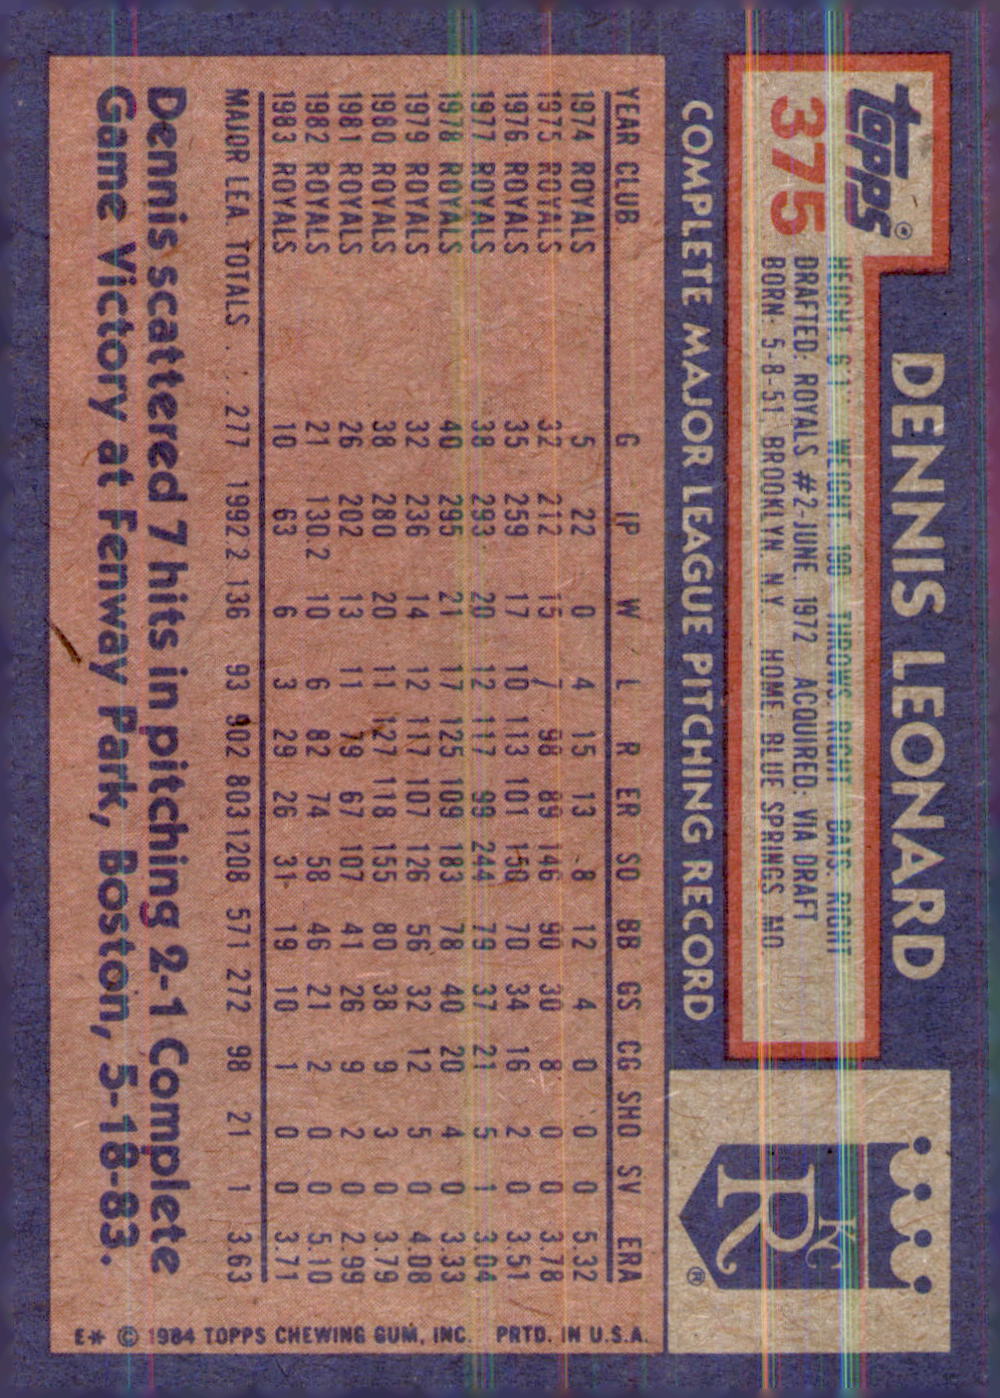 DENNIS LEONARD
Topps®
375
HEIGHT: 6'1" WEIGHT: 190 THROWS: RIGHT BATS: RIGHT
DRAFTED: ROYALS #2-JUNE, 1972 ACQUIRED: VIA DRAFT
BORN: 5-8-51, BROOKLYN, N.Y. HOME: BLUE SPRINGS, MO
KC
R
®
COMPLETE MAJOR LEAGUE PITCHING RECORD
YEAR CLUB G IP W L R ER SO BB GS CG SHO SV ERA
1974 ROYALS 5 22 0 4 15 13 8 12 4 0 0 0 5.32
1975 ROYALS 32 212 15 7 98 89 146 90 30 8 0 0 3.78
1976 ROYALS 35 259 17 10 113 101 150 70 34 16 2 0 3.51
1977 ROYALS 38 293 20 12 117 99 244 79 37 21 5 1 3.04
1978 ROYALS 40 295 21 17 125 109 183 78 40 20 4 0 3.33
1979 ROYALS 32 236 14 12 117 107 126 56 32 12 5 0 4.08
1980 ROYALS 38 280 20 11 127 118 155 80 38 9 3 0 3.79
1981 ROYALS 26 202 13 11 79 67 107 41 26 9 2 0 2.99
1982 ROYALS 21 130.2 10 6 82 74 58 46 21 2 0 0 5.10
1983 ROYALS 10 63 6 3 29 26 31 19 10 1 0 0 3.71
MAJOR LEA. TOTALS . . . 277 1992.2 136 93 902 803 1208 571 272 98 21 1 3.63
Dennis scattered 7 hits in pitching 2-1 Complete
Game Victory at Fenway Park, Boston, 5-18-83.
E* © 1984 TOPPS CHEWING GUM, INC. PRTD. IN U.S.A.